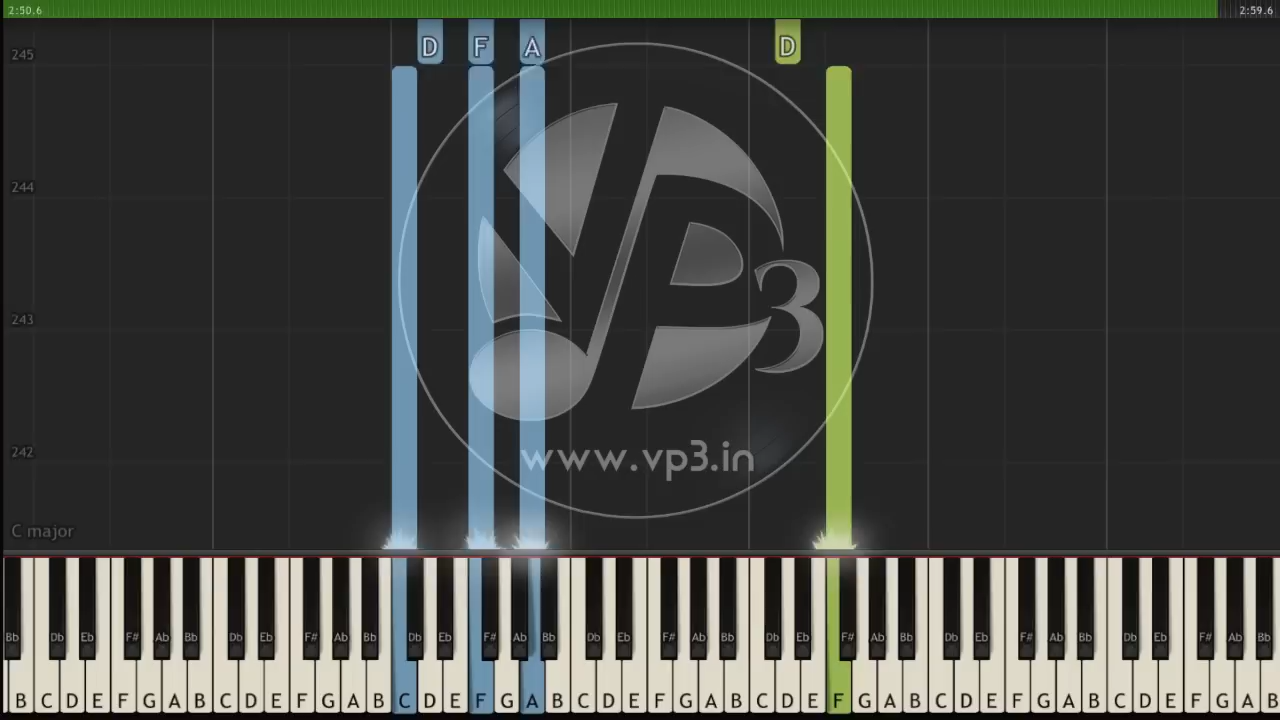 2:50.6 2:59.6
245 D F A D
244
243
242
VP3
www.vp3.in
C major
Bb Db Eb F# Ab Bb Db Eb F# Ab Bb Db Eb F# Ab Bb Db Eb F# Ab Bb Db Eb F# Ab Bb Db Eb F# Ab Bb Db Eb F# Ab Bb
B C D E F G A B C D E F G A B C D E F G A B C D E F G A B C D E F G A B C D E F G A B C D E F G A B